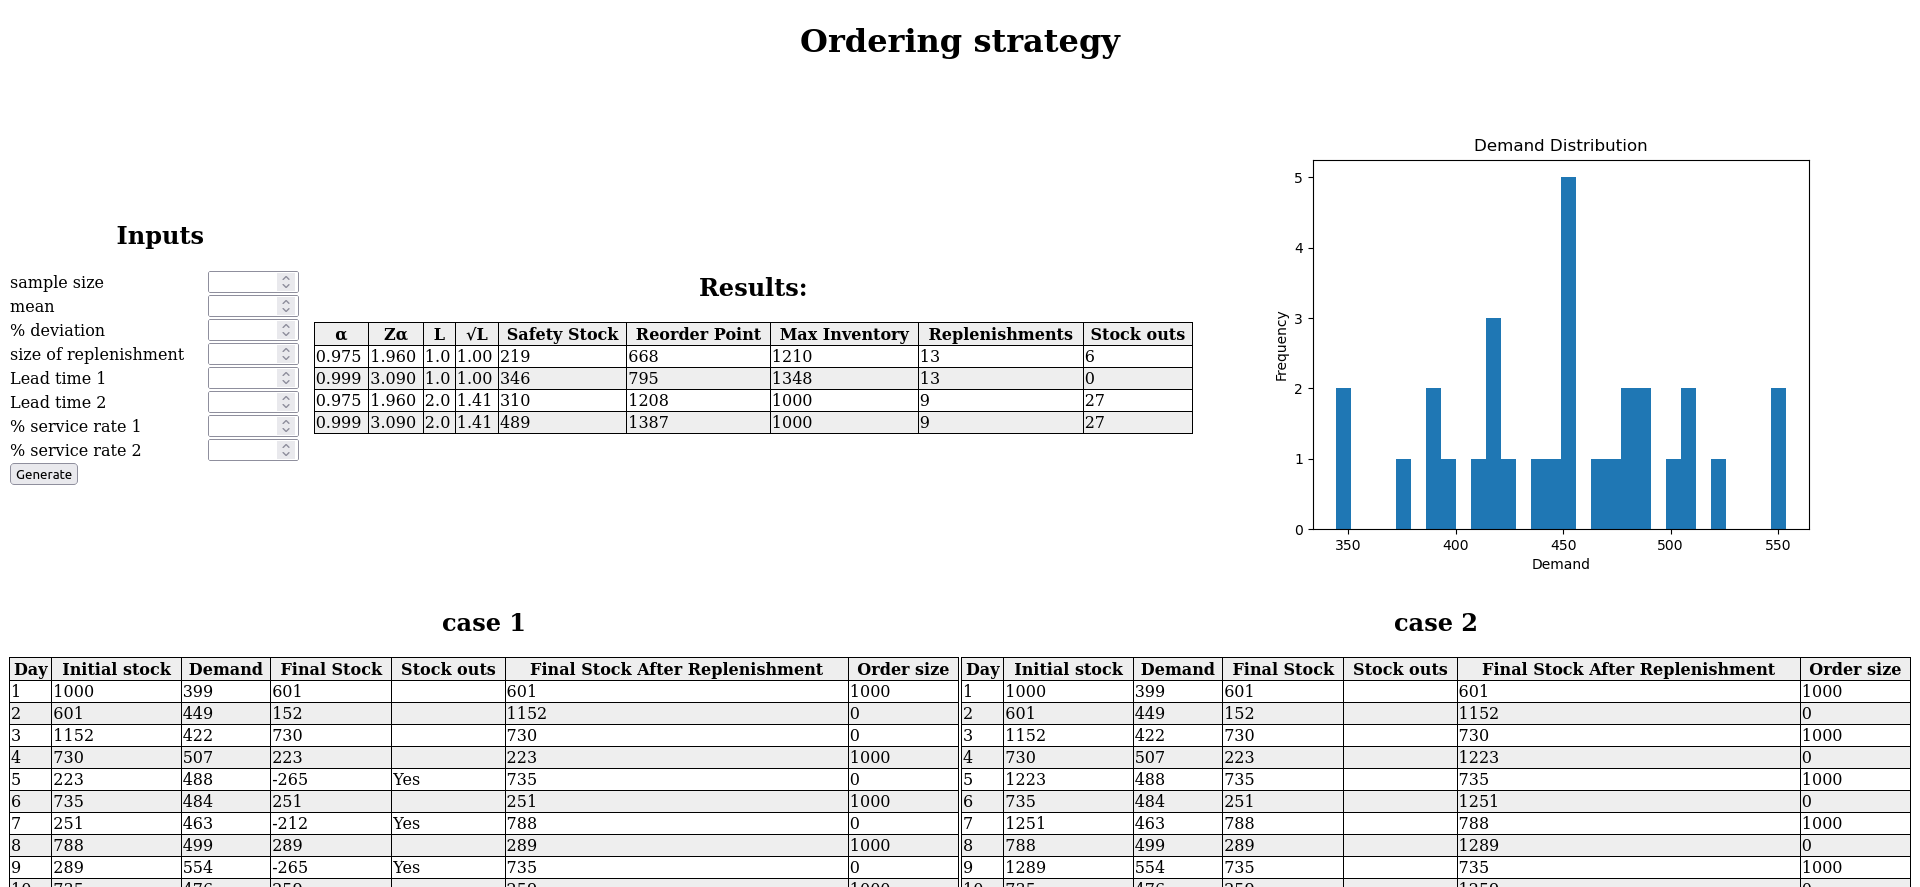 Ordering strategy
Inputs
sample size
mean
% deviation
size of replenishment
Lead time 1
Lead time 2
% service rate 1
% service rate 2
Generate
Results:
α Zα L √L Safety Stock Reorder Point Max Inventory Replenishments Stock outs
0.975 1.960 1.0 1.00 219 668 1210 13 6
0.999 3.090 1.0 1.00 346 795 1348 13 0
0.975 1.960 2.0 1.41 310 1208 1000 9 27
0.999 3.090 2.0 1.41 489 1387 1000 9 27
Demand Distribution
Frequency
5
4
3
2
1
0
350 400 450 500 550
Demand
case 1
Day Initial stock Demand Final Stock Stock outs Final Stock After Replenishment Order size
1 1000 399 601 601 1000
2 601 449 152 1152 0
3 1152 422 730 730 0
4 730 507 223 223 1000
5 223 488 -265 Yes 735 0
6 735 484 251 251 1000
7 251 463 -212 Yes 788 0
8 788 499 289 289 1000
9 289 554 -265 Yes 735 0
10 735 476 259 259 1000
case 2
Day Initial stock Demand Final Stock Stock outs Final Stock After Replenishment Order size
1 1000 399 601 601 1000
2 601 449 152 1152 0
3 1152 422 730 730 1000
4 730 507 223 1223 0
5 1223 488 735 735 1000
6 735 484 251 1251 0
7 1251 463 788 788 1000
8 788 499 289 1289 0
9 1289 554 735 735 1000
10 735 476 259 1259 0